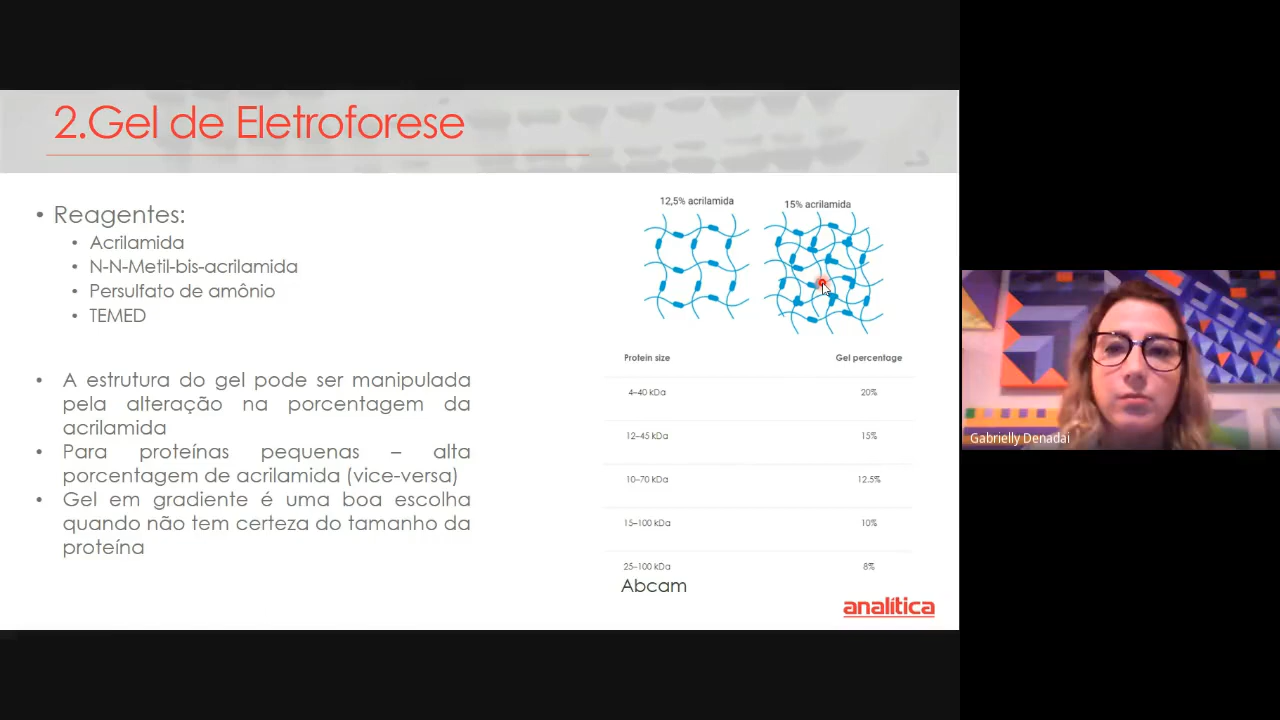 2.Gel de Eletroforese
• Reagentes:
• Acrilamida
• N-N-Metil-bis-acrilamida
• Persulfato de amônio
• TEMED
• A estrutura do gel pode ser manipulada
pela alteração na porcentagem da
acrilamida
• Para proteínas pequenas – alta
porcentagem de acrilamida (vice-versa)
• Gel em gradiente é uma boa escolha
quando não tem certeza do tamanho da
proteína
12,5% acrilamida 15% acrilamida
Protein size Gel percentage
4–40 kDa 20%
12–45 kDa 15%
10–70 kDa 12.5%
15–100 kDa 10%
25–100 kDa 8%
Abcam
analítica
Gabrielly Denadai